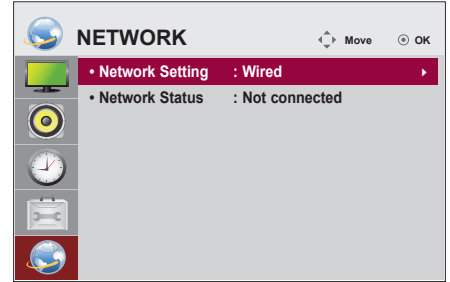 NETWORK Move OK
• Network Setting : Wired
• Network Status : Not connected